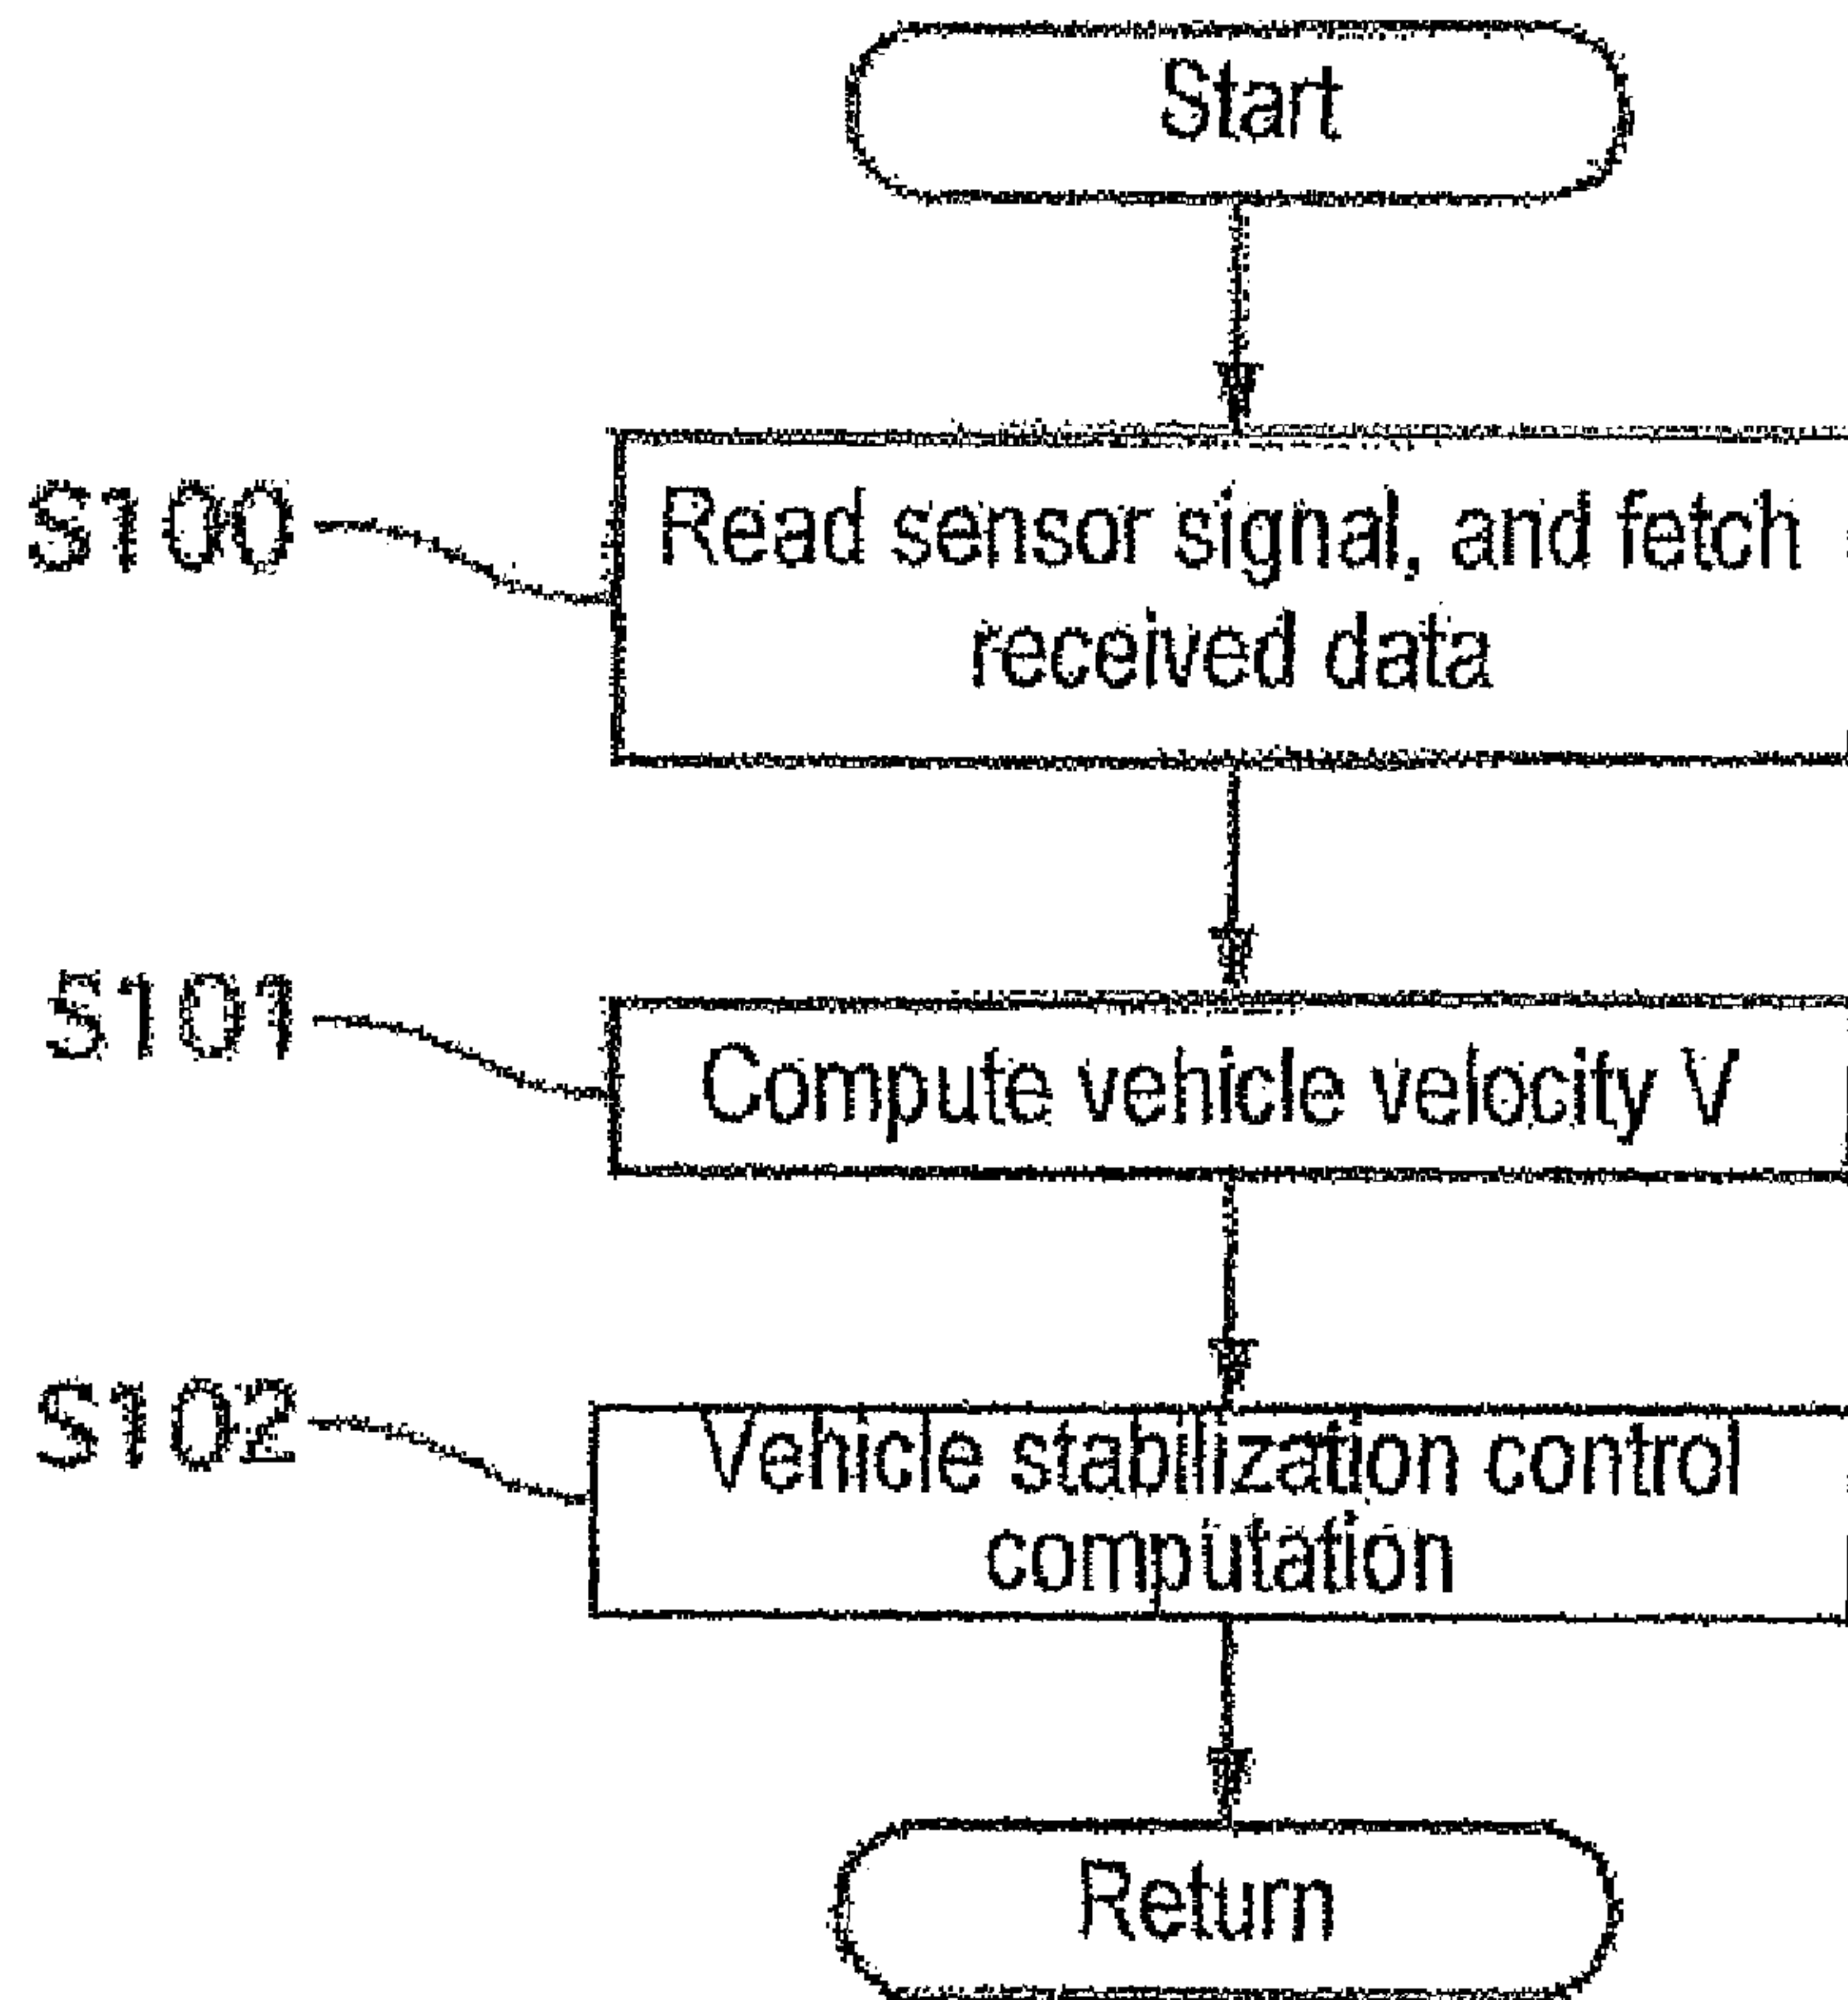 Start
S100
Read sensor signal, and fetch
received data
S101
Compute vehicle velocity V
S102
Vehicle stabilization control
computation
Return